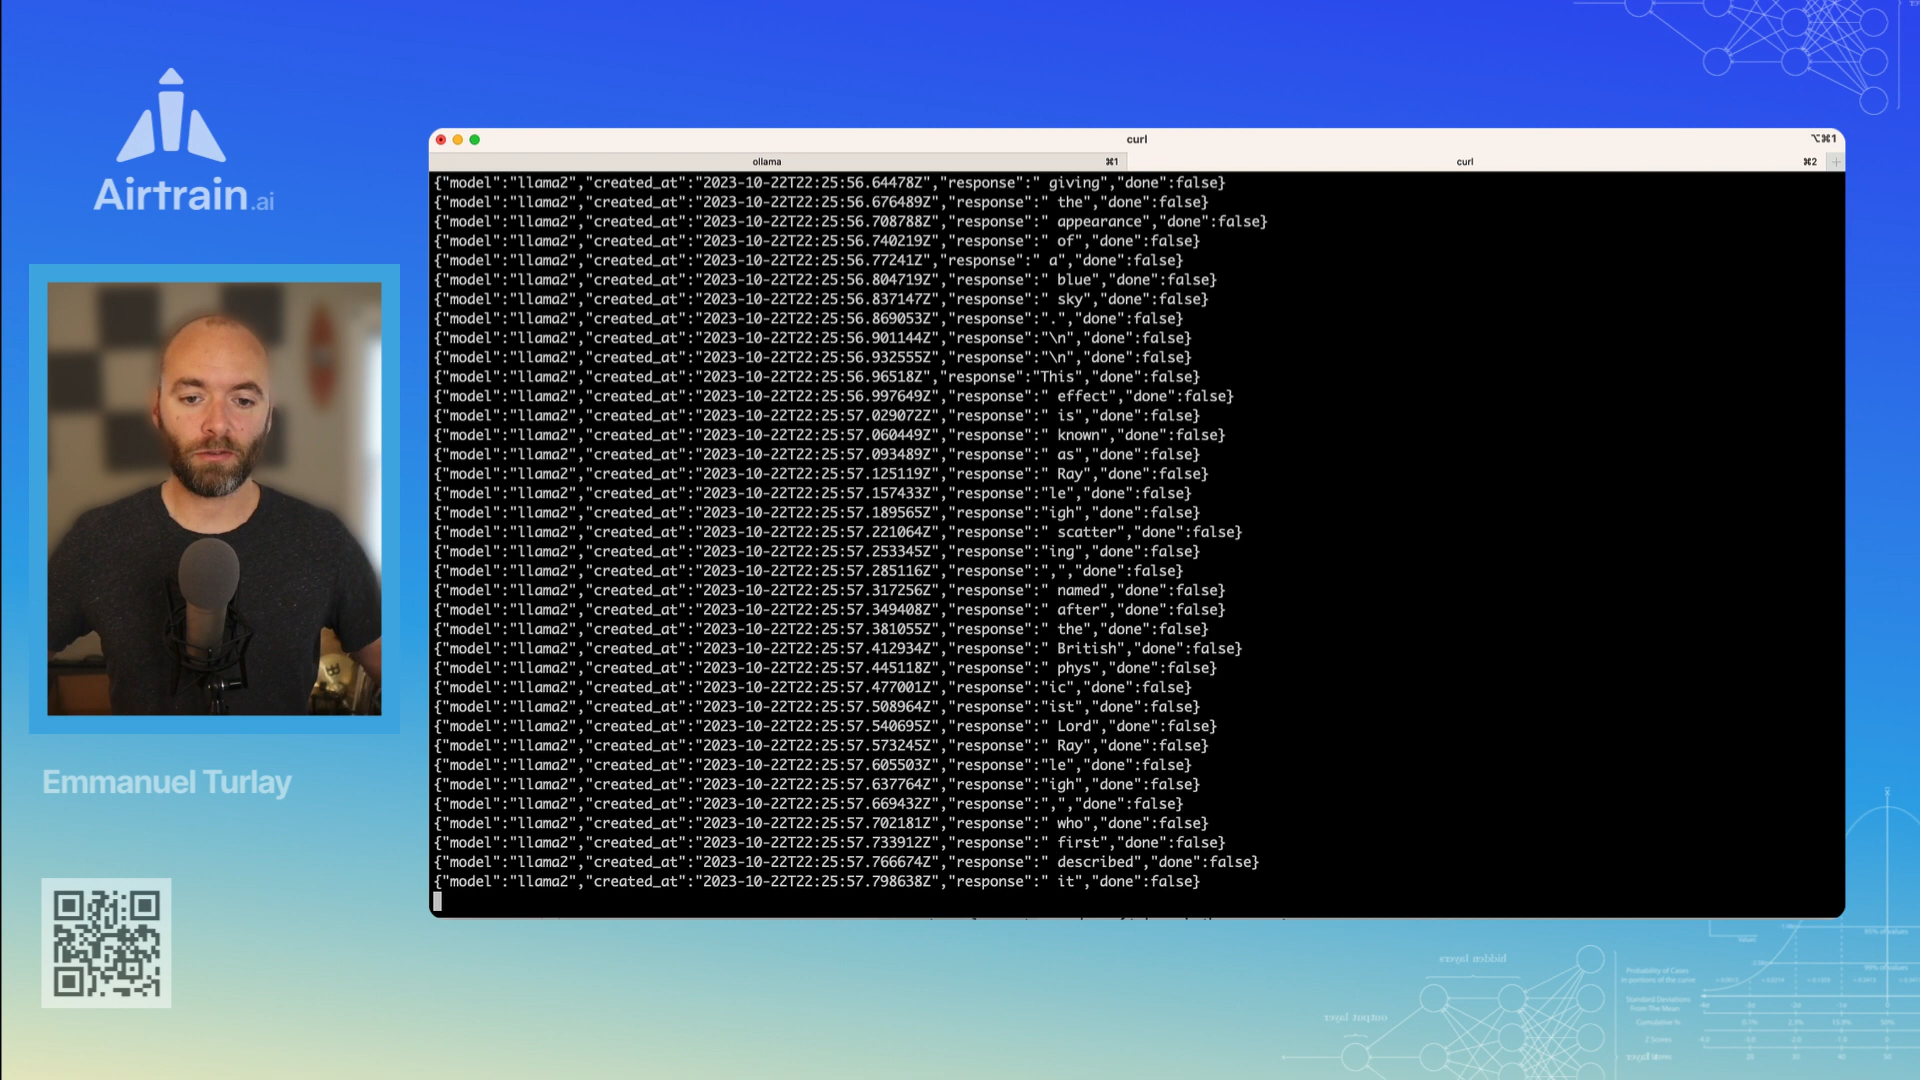 Airtrain.ai
Emmanuel Turlay
curl
⌥⌘1
ollama ⌘1
curl ⌘2
{"model":"llama2","created_at":"2023-10-22T22:25:56.64478Z","response":" giving","done":false}
{"model":"llama2","created_at":"2023-10-22T22:25:56.676489Z","response":" the","done":false}
{"model":"llama2","created_at":"2023-10-22T22:25:56.708788Z","response":" appearance","done":false}
{"model":"llama2","created_at":"2023-10-22T22:25:56.740219Z","response":" of","done":false}
{"model":"llama2","created_at":"2023-10-22T22:25:56.77241Z","response":" a","done":false}
{"model":"llama2","created_at":"2023-10-22T22:25:56.804719Z","response":" blue","done":false}
{"model":"llama2","created_at":"2023-10-22T22:25:56.837147Z","response":" sky","done":false}
{"model":"llama2","created_at":"2023-10-22T22:25:56.869053Z","response":".","done":false}
{"model":"llama2","created_at":"2023-10-22T22:25:56.901144Z","response":"\n","done":false}
{"model":"llama2","created_at":"2023-10-22T22:25:56.932555Z","response":"\n","done":false}
{"model":"llama2","created_at":"2023-10-22T22:25:56.96518Z","response":"This","done":false}
{"model":"llama2","created_at":"2023-10-22T22:25:56.997649Z","response":" effect","done":false}
{"model":"llama2","created_at":"2023-10-22T22:25:57.029072Z","response":" is","done":false}
{"model":"llama2","created_at":"2023-10-22T22:25:57.060449Z","response":" known","done":false}
{"model":"llama2","created_at":"2023-10-22T22:25:57.093489Z","response":" as","done":false}
{"model":"llama2","created_at":"2023-10-22T22:25:57.125119Z","response":" Ray","done":false}
{"model":"llama2","created_at":"2023-10-22T22:25:57.157433Z","response":"le","done":false}
{"model":"llama2","created_at":"2023-10-22T22:25:57.189565Z","response":"igh","done":false}
{"model":"llama2","created_at":"2023-10-22T22:25:57.221064Z","response":" scatter","done":false}
{"model":"llama2","created_at":"2023-10-22T22:25:57.253345Z","response":"ing","done":false}
{"model":"llama2","created_at":"2023-10-22T22:25:57.285116Z","response":",","done":false}
{"model":"llama2","created_at":"2023-10-22T22:25:57.317256Z","response":" named","done":false}
{"model":"llama2","created_at":"2023-10-22T22:25:57.349408Z","response":" after","done":false}
{"model":"llama2","created_at":"2023-10-22T22:25:57.381055Z","response":" the","done":false}
{"model":"llama2","created_at":"2023-10-22T22:25:57.412934Z","response":" British","done":false}
{"model":"llama2","created_at":"2023-10-22T22:25:57.445118Z","response":" phys","done":false}
{"model":"llama2","created_at":"2023-10-22T22:25:57.477001Z","response":"ic","done":false}
{"model":"llama2","created_at":"2023-10-22T22:25:57.508964Z","response":"ist","done":false}
{"model":"llama2","created_at":"2023-10-22T22:25:57.540695Z","response":" Lord","done":false}
{"model":"llama2","created_at":"2023-10-22T22:25:57.573245Z","response":" Ray","done":false}
{"model":"llama2","created_at":"2023-10-22T22:25:57.605503Z","response":"le","done":false}
{"model":"llama2","created_at":"2023-10-22T22:25:57.637764Z","response":"igh","done":false}
{"model":"llama2","created_at":"2023-10-22T22:25:57.669432Z","response":",","done":false}
{"model":"llama2","created_at":"2023-10-22T22:25:57.702181Z","response":" who","done":false}
{"model":"llama2","created_at":"2023-10-22T22:25:57.733912Z","response":" first","done":false}
{"model":"llama2","created_at":"2023-10-22T22:25:57.766674Z","response":" described","done":false}
{"model":"llama2","created_at":"2023-10-22T22:25:57.798638Z","response":" it","done":false}
hidden layers
output layer